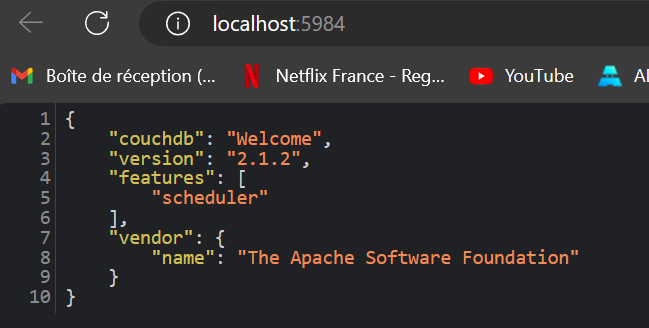 localhost:5984
Boîte de réception (... Netflix France - Reg... YouTube
1 {
2 "couchdb": "Welcome",
3 "version": "2.1.2",
4 "features": [
5 "scheduler"
6 ],
7 "vendor": {
8 "name": "The Apache Software Foundation"
9 }
10 }